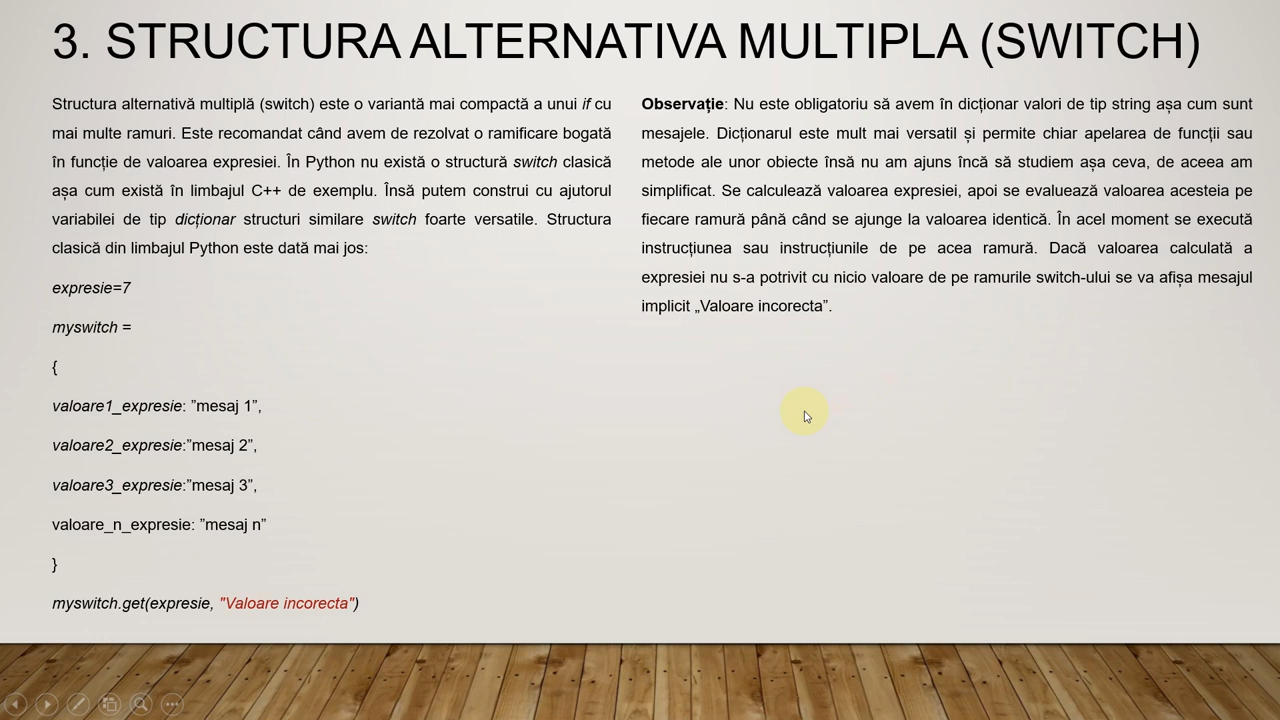 3. STRUCTURA ALTERNATIVA MULTIPLA (SWITCH)
Structura alternativă multiplă (switch) este o variantă mai compactă a unui if cu
mai multe ramuri. Este recomandat când avem de rezolvat o ramificare bogată
în funcție de valoarea expresiei. În Python nu există o structură switch clasică
așa cum există în limbajul C++ de exemplu. Însă putem construi cu ajutorul
variabilei de tip dicționar structuri similare switch foarte versatile. Structura
clasică din limbajul Python este dată mai jos:
expresie=7
myswitch =
{
valoare1_expresie: ”mesaj 1”,
valoare2_expresie:”mesaj 2”,
valoare3_expresie:”mesaj 3”,
valoare_n_expresie: ”mesaj n”
}
myswitch.get(expresie, "Valoare incorecta")
Observație: Nu este obligatoriu să avem în dicționar valori de tip string așa cum sunt
mesajele. Dicționarul este mult mai versatil și permite chiar apelarea de funcții sau
metode ale unor obiecte însă nu am ajuns încă să studiem așa ceva, de aceea am
simplificat. Se calculează valoarea expresiei, apoi se evaluează valoarea acesteia pe
fiecare ramură până când se ajunge la valoarea identică. În acel moment se execută
instrucțiunea sau instrucțiunile de pe acea ramură. Dacă valoarea calculată a
expresiei nu s-a potrivit cu nicio valoare de pe ramurile switch-ului se va afișa mesajul
implicit „Valoare incorecta”.